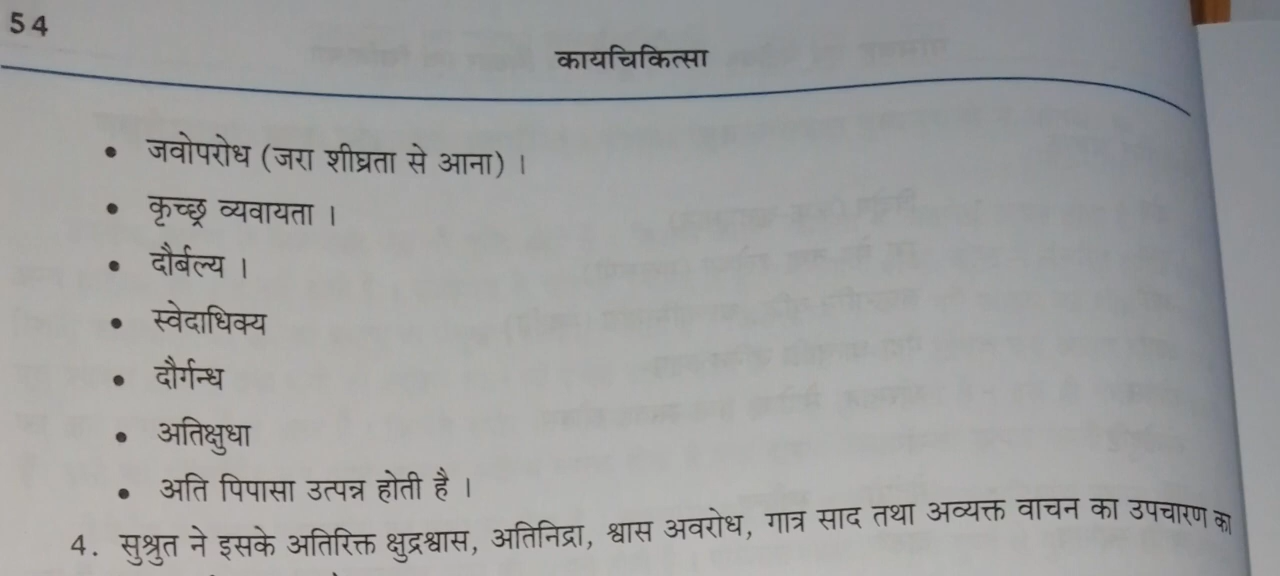 54
कायचिकित्सा
• जवोपरोध (जरा शीघ्रता से आना) ।
• कृच्छ्र व्यवायता ।
• दौर्बल्य ।
• स्वेदाधिक्य
• दौर्गन्ध
• अतिक्षुधा
• अति पिपासा उत्पन्न होती है ।
4. सुश्रुत ने इसके अतिरिक्त क्षुद्रश्वास, अतिनिद्रा, श्वास अवरोध, गात्र साद तथा अव्यक्त वाचन का उपचारण का